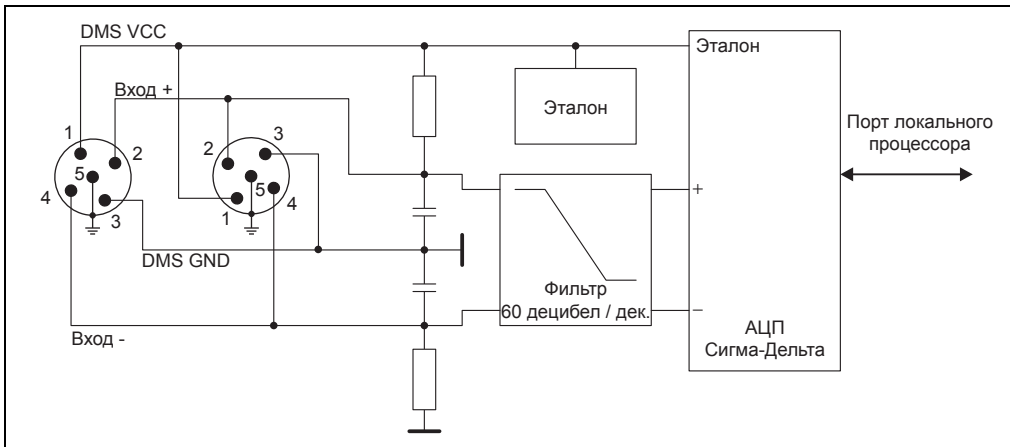 DMS VCC
Эталон
Вход +
Эталон
Порт локального
процессора
1
2
5
4
3
2
3
5
4
1
+
DMS GND
Фильтр
60 децибел / дек.
−
Вход -
АЦП
Сигма-Дельта